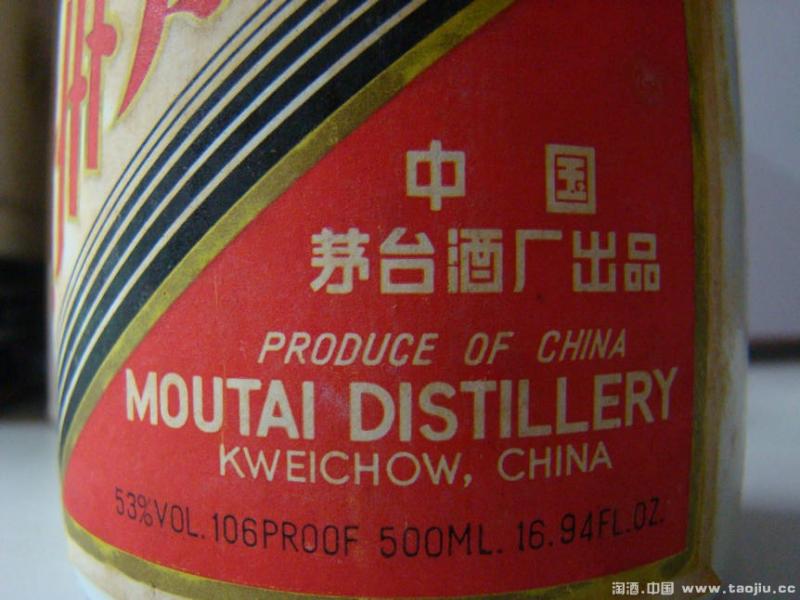 中国
茅台酒厂出品
PRODUCE OF CHINA
MOUTAI DISTILLERY
KWEICHOW, CHINA
53%VOL. 106PROOF 500ML. 16.94FL.OZ.
淘酒.中国 www.taojiu.cc